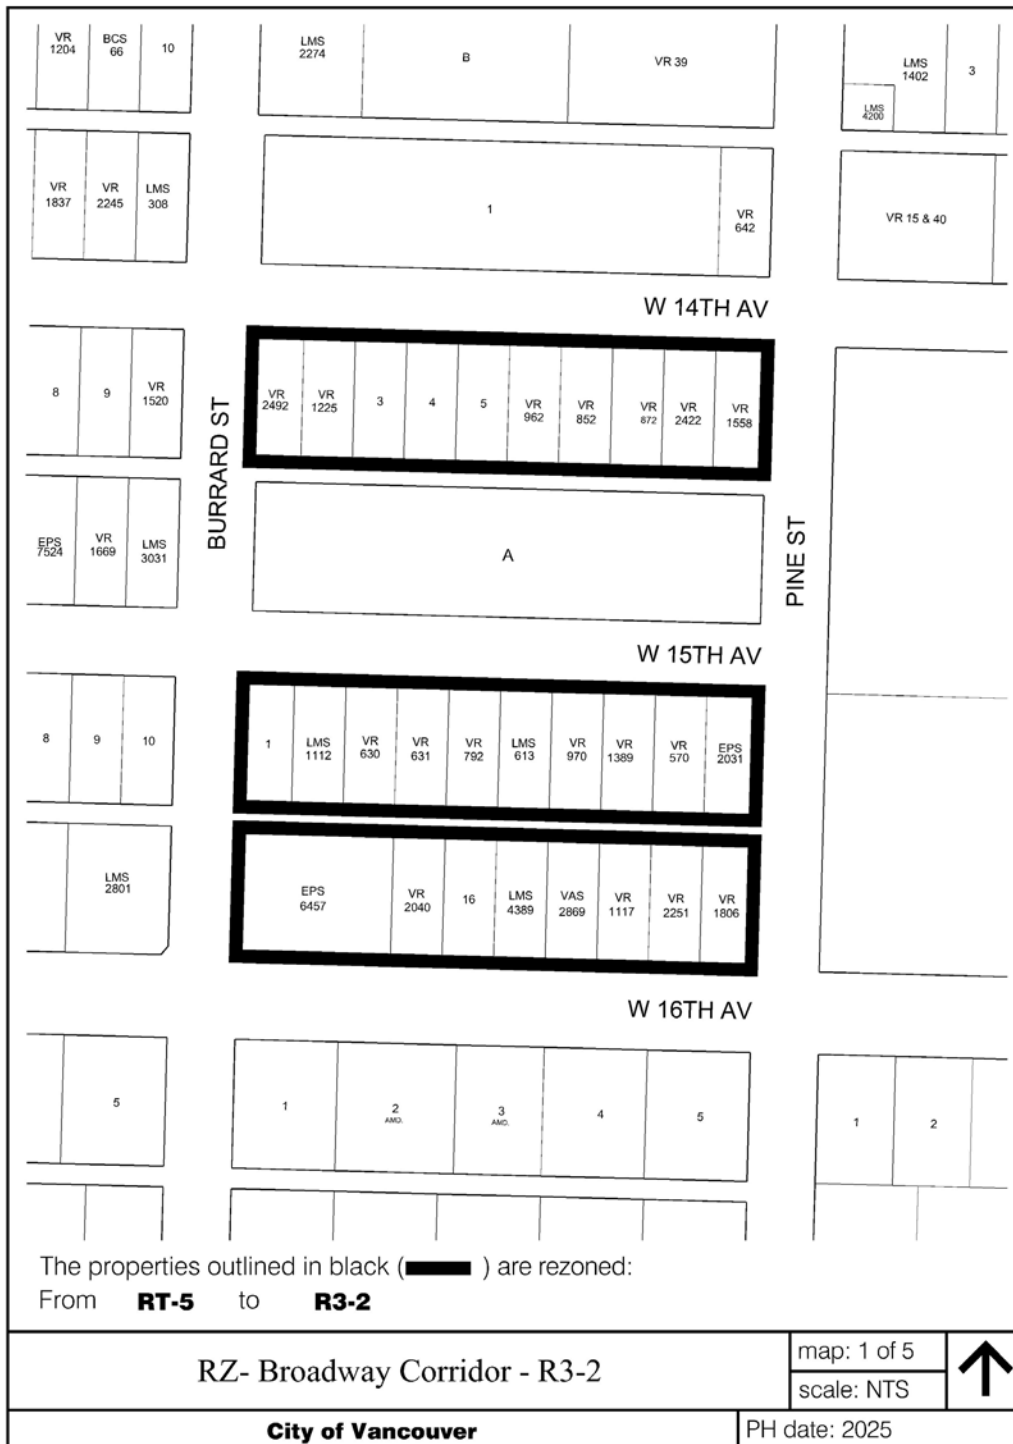 VR
1204
BCS
66
10
LMS
2274
B
VR 39
LMS
1402
3
LMS
4200
VR
1837
VR
2245
LMS
308
1
VR
642
VR 15 & 40
W 14TH AV
8
9
VR
1520
BURRARD ST
VR
2492
VR
1225
3
4
5
VR
962
VR
852
VR
872
VR
2422
VR
1558
EPS
7524
VR
1669
LMS
3031
A
PINE ST
W 15TH AV
8
9
10
1
LMS
1112
VR
630
VR
631
VR
792
LMS
613
VR
970
VR
1389
VR
570
EPS
2031
LMS
2801
EPS
6457
VR
2040
16
LMS
4389
VAS
2869
VR
1117
VR
2251
VR
1806
W 16TH AV
5
1
2
AMD.
3
AMD.
4
5
1
2
The properties outlined in black ( ) are rezoned:
From RT-5 to R3-2
RZ- Broadway Corridor - R3-2
map: 1 of 5
scale: NTS
City of Vancouver
PH date: 2025